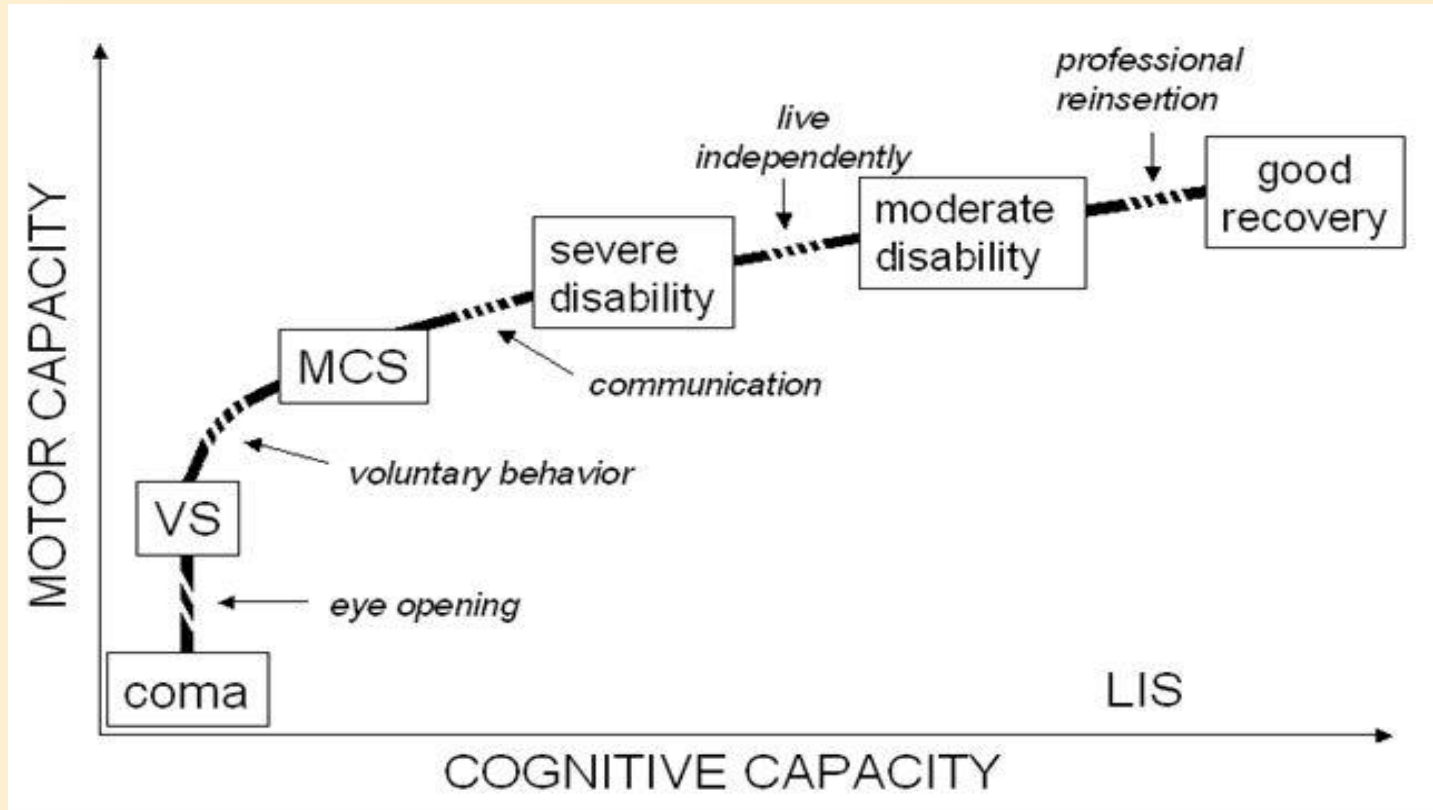 professional
reinsertion
live
independently
good
recovery
moderate
disability
severe
disability
MCS
communication
voluntary behavior
VS
eye opening
coma
LIS
MOTOR CAPACITY
COGNITIVE CAPACITY